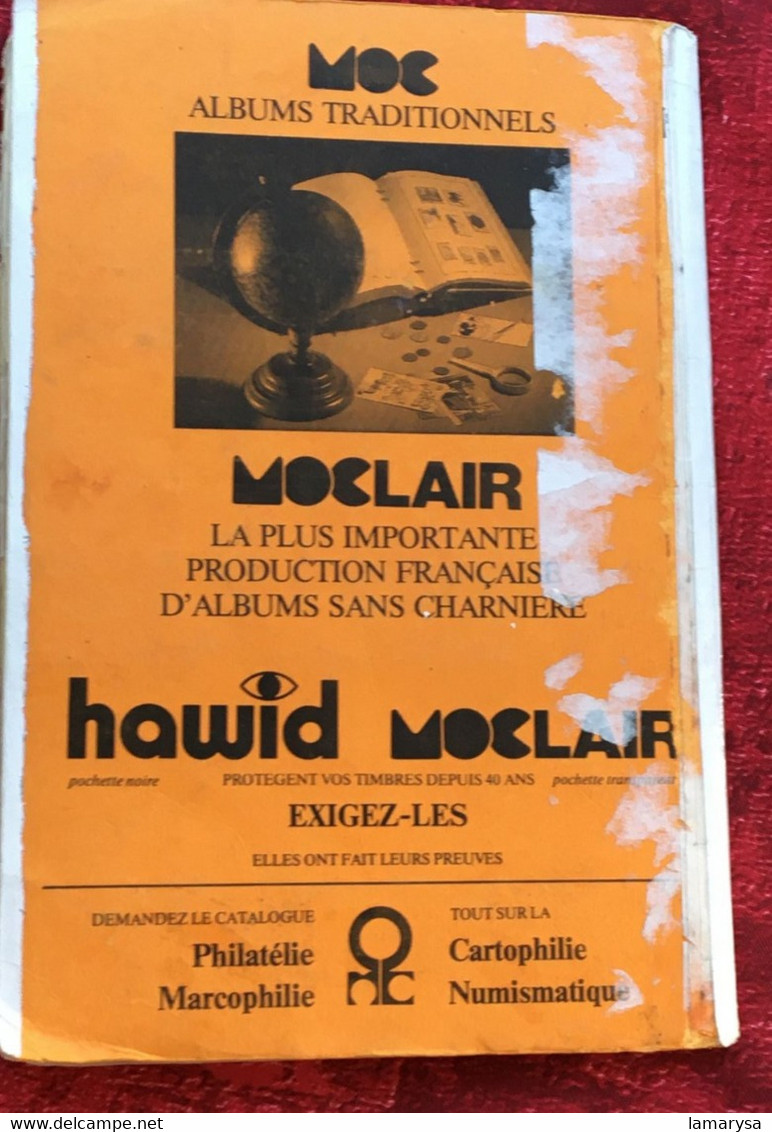 MOC
ALBUMS TRADITIONNELS
MOCLAIR
LA PLUS IMPORTANTE
PRODUCTION FRANÇAISE
D'ALBUMS SANS CHARNIERE
hawid MOCLAIR
pochette noire PROTEGENT VOS TIMBRES DEPUIS 40 ANS pochette transparente
EXIGEZ-LES
ELLES ONT FAIT LEURS PREUVES
DEMANDEZ LE CATALOGUE
Philatélie
Marcophilie
TOUT SUR LA
Cartophilie
Numismatique
delcampe.net
lamarysa